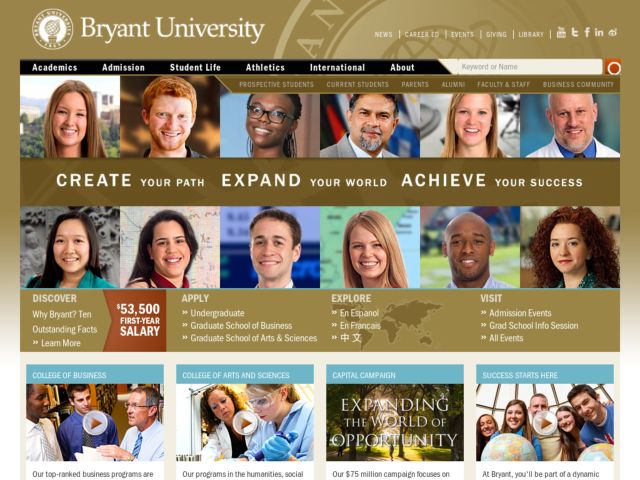 Bryant University
NEWS CAREER ED EVENTS GIVING LIBRARY
Academics Admission Student Life Athletics International About
Keyword or Name
PROSPECTIVE STUDENTS CURRENT STUDENTS PARENTS ALUMNI FACULTY & STAFF BUSINESS COMMUNITY
CREATE YOUR PATH EXPAND YOUR WORLD ACHIEVE YOUR SUCCESS
DISCOVER
Why Bryant? Ten
Outstanding Facts
» Learn More
$53,500
FIRST-YEAR
SALARY
APPLY
» Undergraduate
» Graduate School of Business
» Graduate School of Arts & Sciences
EXPLORE
» En Espanol
» En Francais
» 中 文
VISIT
» Admission Events
» Grad School Info Session
» All Events
COLLEGE OF BUSINESS
Our top-ranked business programs are
COLLEGE OF ARTS AND SCIENCES
Our programs in the humanities, social
CAPITAL CAMPAIGN
EXPANDING
THE WORLD OF
OPPORTUNITY
Our $75 million campaign focuses on
SUCCESS STARTS HERE
At Bryant, you'll be part of a dynamic